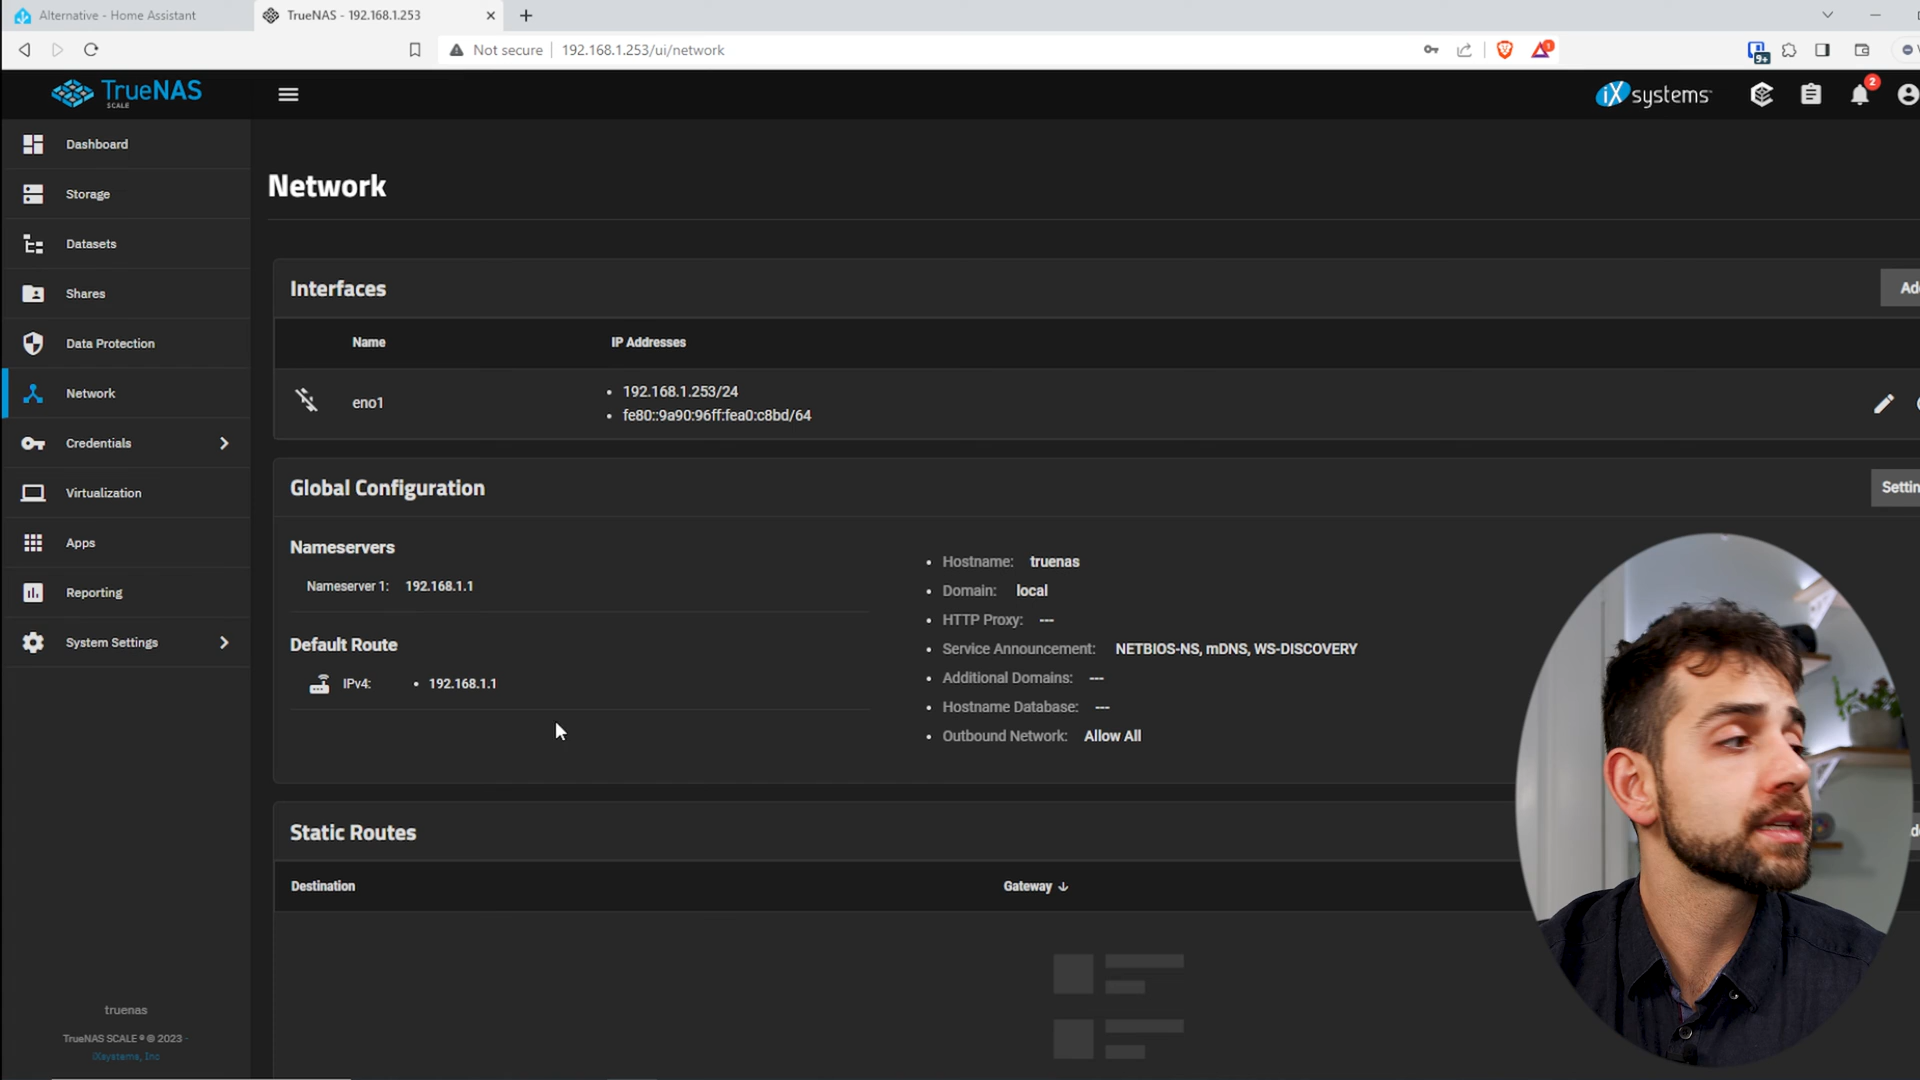 Alternative - Home Assistant
TrueNAS - 192.168.1.253
Not secure
192.168.1.253/ui/network
9+
1
TrueNAS
SCALE
iXsystems
2
Dashboard
Storage
Datasets
Shares
Data Protection
Network
Credentials
Virtualization
Apps
Reporting
System Settings
truenas
TrueNAS SCALE ® © 2023 -
iXsystems, Inc
Network
Interfaces
Name
IP Addresses
eno1
192.168.1.253/24
fe80::9a90:96ff:fea0:c8bd/64
Global Configuration
Nameservers
Nameserver 1: 192.168.1.1
Default Route
IPv4: • 192.168.1.1
Hostname: truenas
Domain: local
HTTP Proxy: ---
Service Announcement: NETBIOS-NS, mDNS, WS-DISCOVERY
Additional Domains: ---
Hostname Database: ---
Outbound Network: Allow All
Static Routes
Destination
Gateway